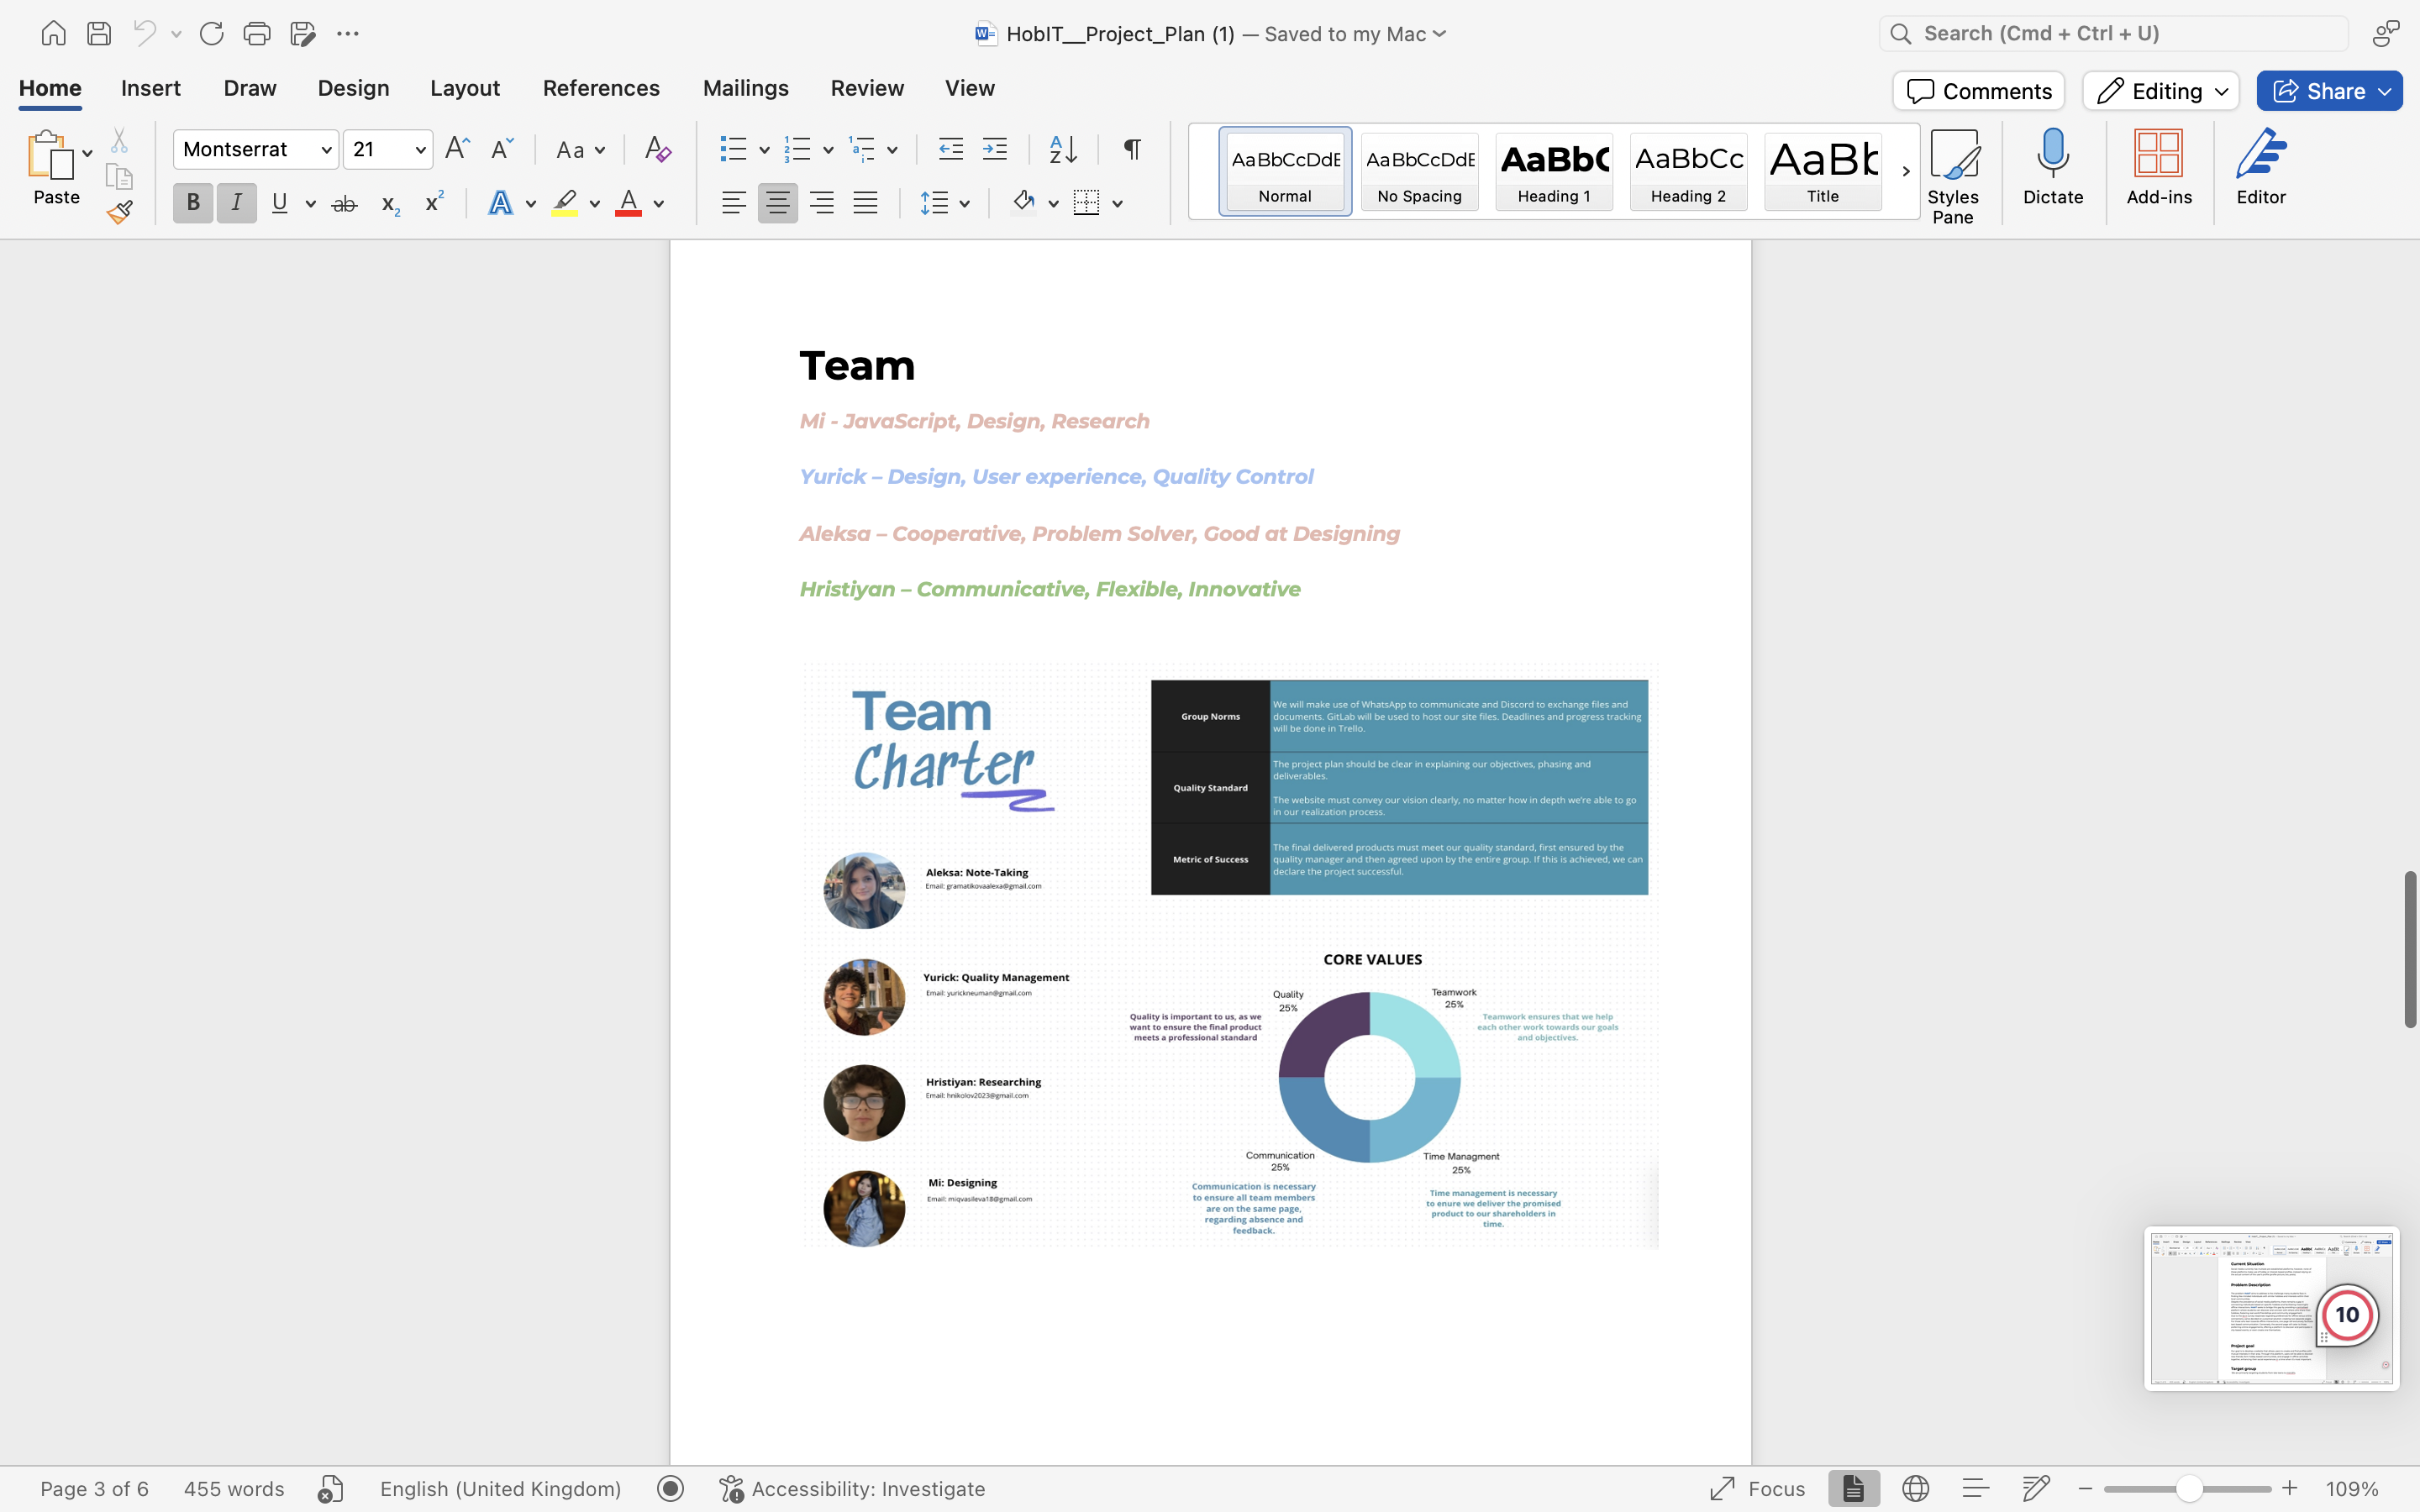 HobIT__Project_Plan (1) — Saved to my Mac
Search (Cmd + Ctrl + U)
Home Insert Draw Design Layout References Mailings Review View
Comments Editing Share
Paste
Montserrat 21
Normal
No Spacing
Heading 1
Heading 2
Title
Styles Pane
Dictate
Add-ins
Editor
Team
Mi - JavaScript, Design, Research
Yurick – Design, User experience, Quality Control
Aleksa – Cooperative, Problem Solver, Good at Designing
Hristiyan – Communicative, Flexible, Innovative
Team
Charter
Group Norms
We will make use of WhatsApp to communicate and Discord to exchange files and
documents. GitLab will be used to host our site files. Deadlines and progress tracking
will be done in Trello.
Quality Standard
The project plan should be clear in explaining our objectives, phasing and
deliverables.
The website must convey our vision clearly, no matter how in depth we're able to go
in our realization process.
Metric of Success
The final delivered products must meet our quality standard, first ensured by the
quality manager and then agreed upon by the entire group. If this is achieved, we can
declare the project successful.
Aleksa: Note-Taking
Email: gramatikovaalexa@gmail.com
Yurick: Quality Management
Email: yurickneuman@gmail.com
Hristiyan: Researching
Email: hnikolov2023@gmail.com
Mi: Designing
Email: miqvasileva18@gmail.com
CORE VALUES
Quality
25%
Quality is important to us, as we
want to ensure the final product
meets a professional standard
Teamwork
25%
Teamwork ensures that we help
each other work towards our goals
and objectives.
Communication
25%
Communication is necessary
to ensure all team members
are on the same page,
regarding absence and
feedback.
Time Managment
25%
Time management is necessary
to enure we deliver the promised
product to our shareholders in
time.
Current Situation
Problem Description
Project goal
Target group
10
Page 3 of 6 455 words English (United Kingdom) Accessibility: Investigate Focus 109%